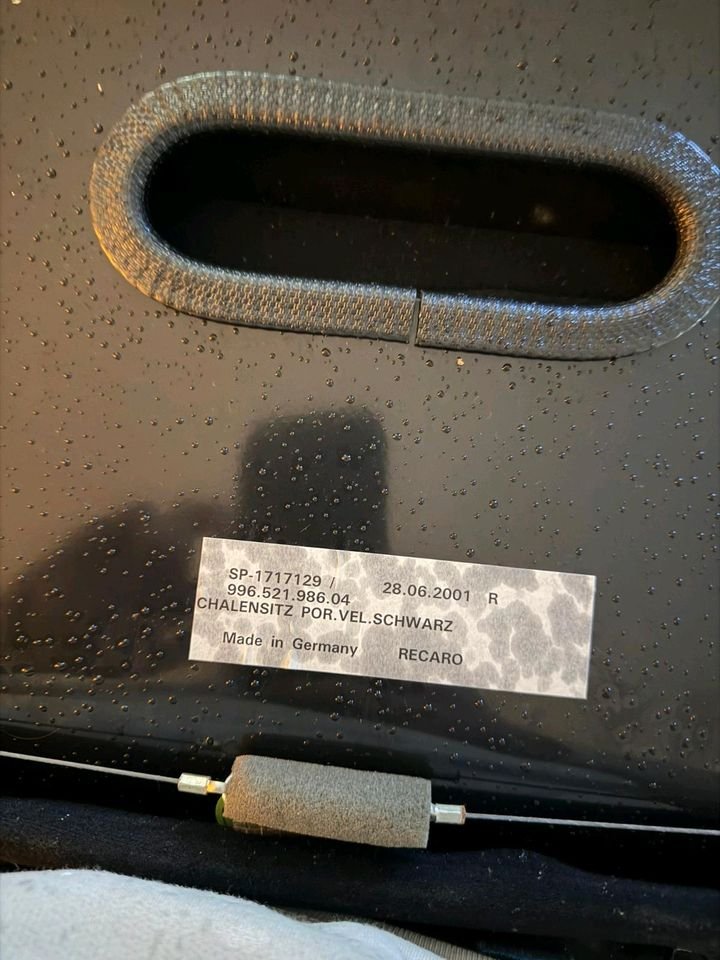 SP-1717129 / 28.06.2001 R
996.521.986.04
CHALENSITZ POR.VEL.SCHWARZ
Made in Germany RECARO